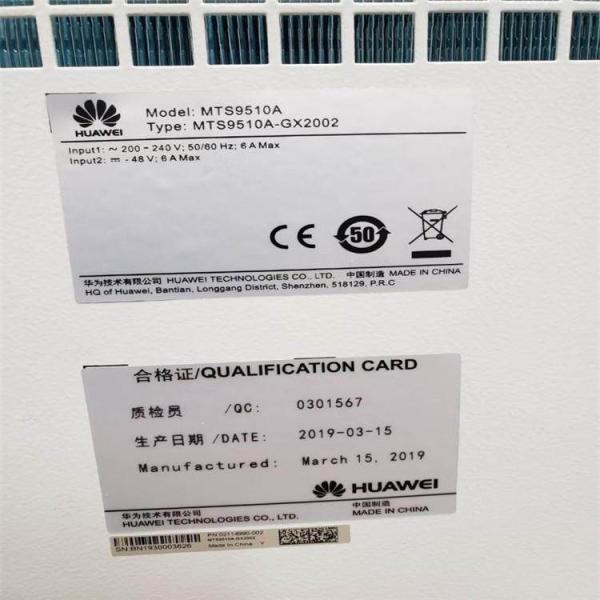 HUAWEI
Model: MTS9510A
Type: MTS9510A-GX2002
Input1: ~ 200 - 240 V; 50/60 Hz; 6 A Max
Input2: ⎓ - 48 V; 6 A Max
CE 50
华为技术有限公司 HUAWEI TECHNOLOGIES CO., LTD. 中国制造 MADE IN CHINA
HQ of Huawei, Bantian, Longgang District, Shenzhen, 518129, P.R.C
合格证/QUALIFICATION CARD
质检员 /QC: 0301567
生产日期 /DATE: 2019-03-15
Manufactured: March 15, 2019
HUAWEI
华为技术有限公司 中国制造
HUAWEI TECHNOLOGIES CO., LTD. MADE IN CHINA
MTS9510A-GX2002
SN:BN1930003626 Made in China